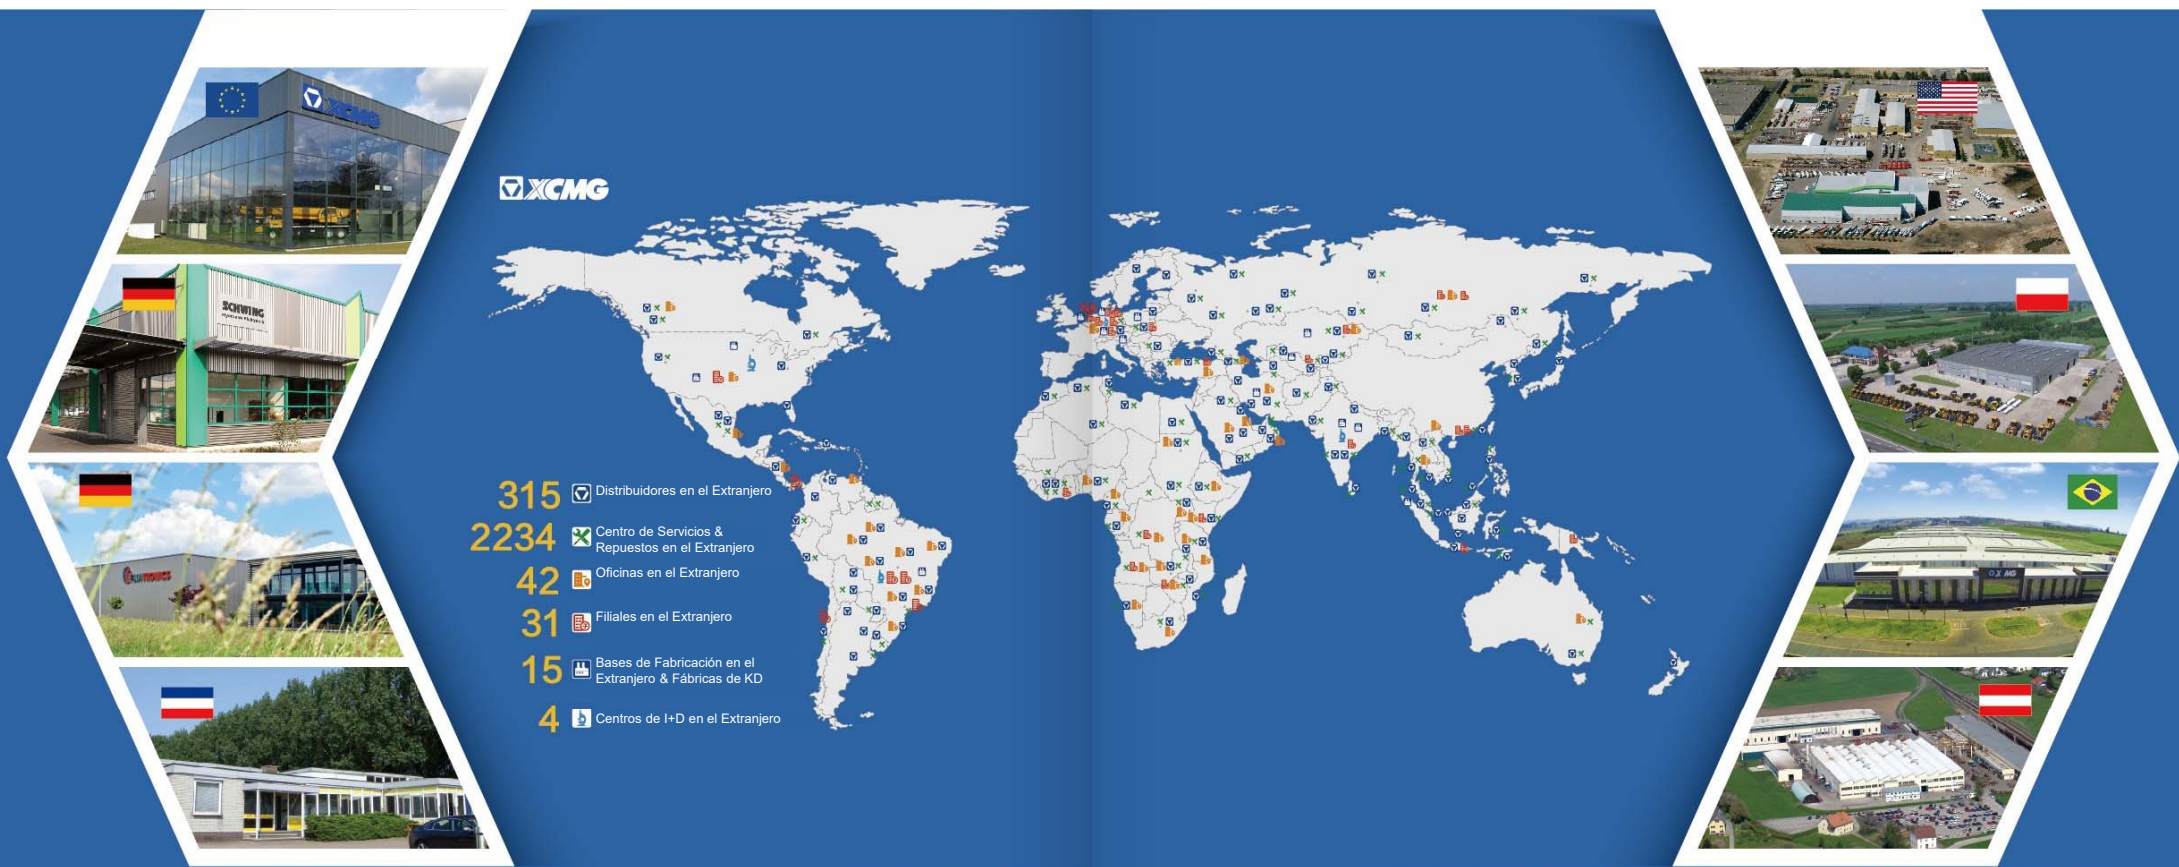 XCMG
SCHWING
XCMG
315 Distribuidores en el Extranjero
2234 Centro de Servicios &
Repuestos en el Extranjero
42 Oficinas en el Extranjero
31 Filiales en el Extranjero
15 Bases de Fabricación en el
Extranjero & Fábricas de KD
4 Centros de I+D en el Extranjero